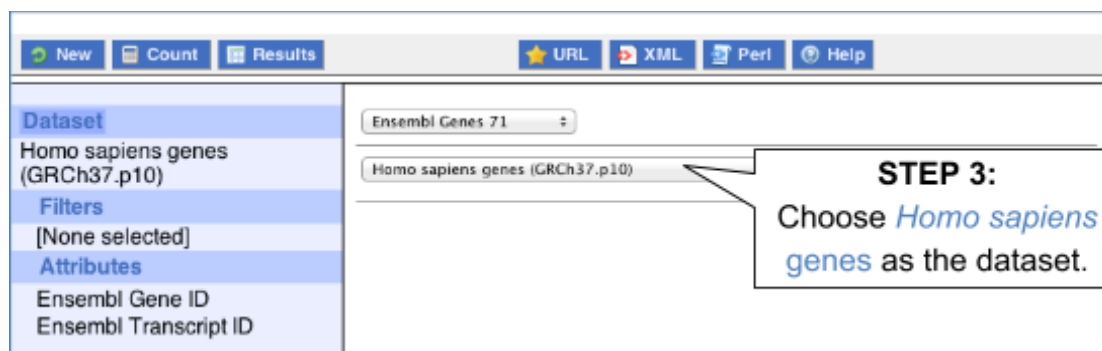 New Count Results URL XML Perl Help
Dataset
Homo sapiens genes
(GRCh37.p10)
Filters
[None selected]
Attributes
Ensembl Gene ID
Ensembl Transcript ID
Ensembl Genes 71
Homo sapiens genes (GRCh37.p10)
STEP 3:
Choose Homo sapiens
genes as the dataset.